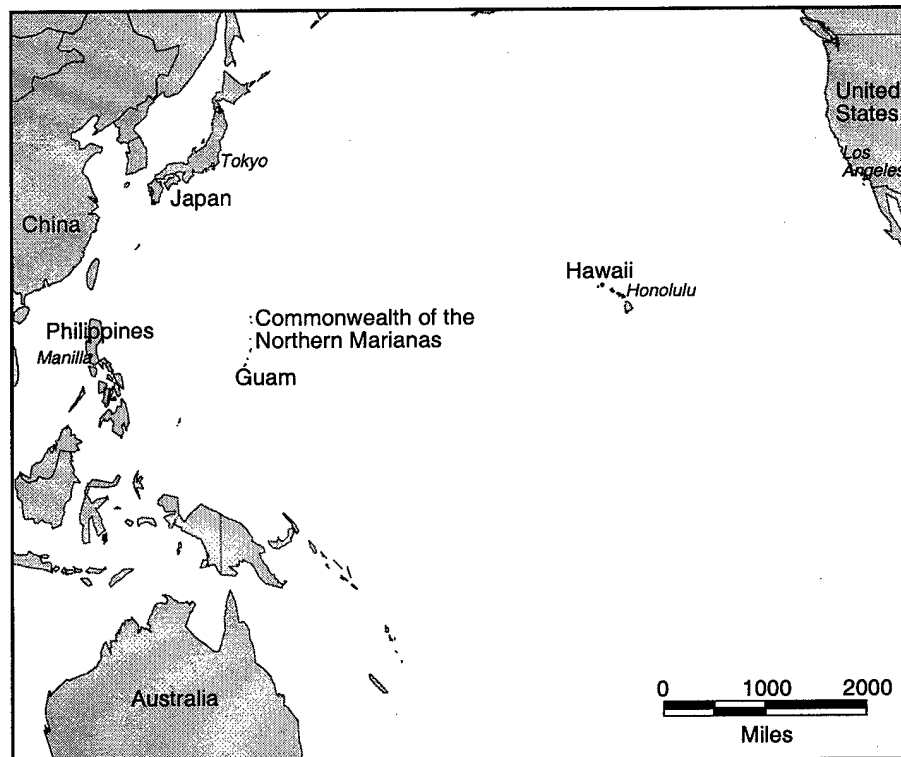 United
States
Los
Angeles
Tokyo
Japan
China
Hawaii
Honolulu
Commonwealth of the
Northern Marianas
Philippines
Manilla
Guam
Australia
0 1000 2000
Miles